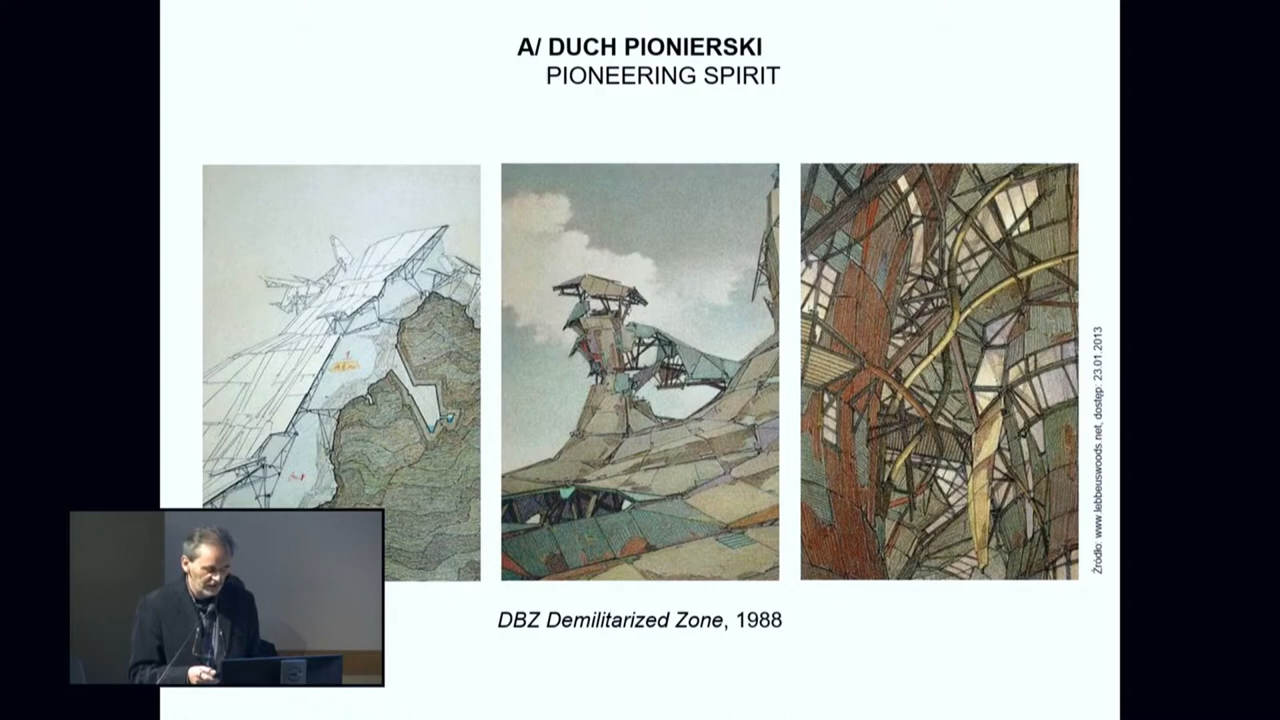 A/ DUCH PIONIERSKI
PIONEERING SPIRIT
Źródło: www.lebbeuswoods.net, dostęp: 23.01.2013
DBZ Demilitarized Zone, 1988